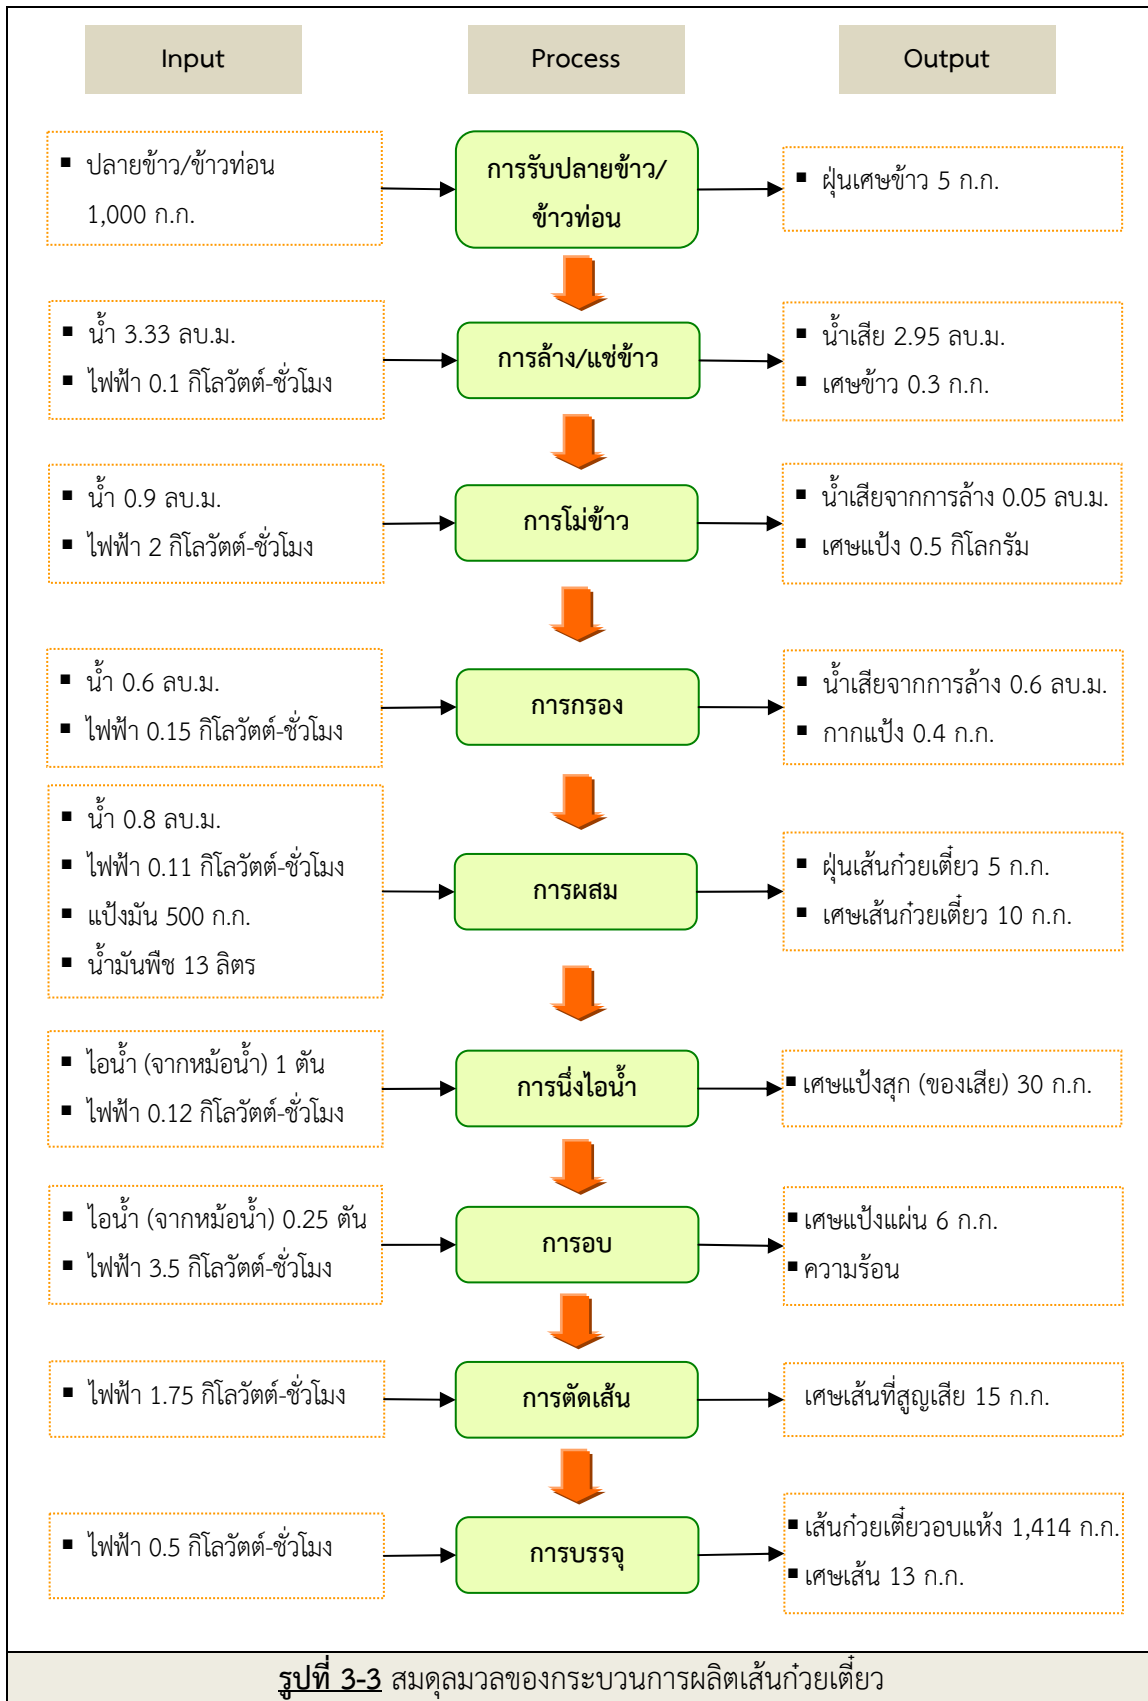 Input Process Output
▪ ปลายข้าว/ข้าวท่อน
1,000 ก.ก.
การรับปลายข้าว/
ข้าวท่อน
▪ ฝุ่นเศษข้าว 5 ก.ก.
▪ น้ำ 3.33 ลบ.ม.
▪ ไฟฟ้า 0.1 กิโลวัตต์-ชั่วโมง
การล้าง/แช่ข้าว
▪ น้ำเสีย 2.95 ลบ.ม.
▪ เศษข้าว 0.3 ก.ก.
▪ น้ำ 0.9 ลบ.ม.
▪ ไฟฟ้า 2 กิโลวัตต์-ชั่วโมง
การโม่ข้าว
▪ น้ำเสียจากการล้าง 0.05 ลบ.ม.
▪ เศษแป้ง 0.5 กิโลกรัม
▪ น้ำ 0.6 ลบ.ม.
▪ ไฟฟ้า 0.15 กิโลวัตต์-ชั่วโมง
การกรอง
▪ น้ำเสียจากการล้าง 0.6 ลบ.ม.
▪ กากแป้ง 0.4 ก.ก.
▪ น้ำ 0.8 ลบ.ม.
▪ ไฟฟ้า 0.11 กิโลวัตต์-ชั่วโมง
▪ แป้งมัน 500 ก.ก.
▪ น้ำมันพืช 13 ลิตร
การผสม
▪ ฝุ่นเส้นก๋วยเตี๋ยว 5 ก.ก.
▪ เศษเส้นก๋วยเตี๋ยว 10 ก.ก.
▪ ไอน้ำ (จากหม้อน้ำ) 1 ตัน
▪ ไฟฟ้า 0.12 กิโลวัตต์-ชั่วโมง
การนึ่งไอน้ำ
▪ เศษแป้งสุก (ของเสีย) 30 ก.ก.
▪ ไอน้ำ (จากหม้อน้ำ) 0.25 ตัน
▪ ไฟฟ้า 3.5 กิโลวัตต์-ชั่วโมง
การอบ
▪ เศษแป้งแผ่น 6 ก.ก.
▪ ความร้อน
▪ ไฟฟ้า 1.75 กิโลวัตต์-ชั่วโมง
การตัดเส้น
เศษเส้นที่สูญเสีย 15 ก.ก.
▪ ไฟฟ้า 0.5 กิโลวัตต์-ชั่วโมง
การบรรจุ
▪ เส้นก๋วยเตี๋ยวอบแห้ง 1,414 ก.ก.
▪ เศษเส้น 13 ก.ก.
รูปที่ 3-3 สมดุลมวลของกระบวนการผลิตเส้นก๋วยเตี๋ยว